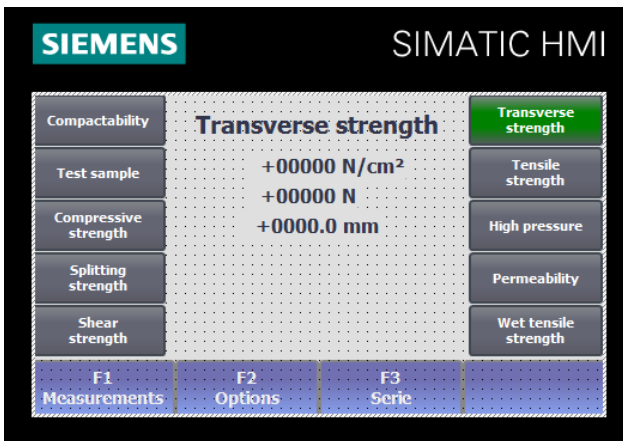 SIEMENS
SIMATIC HMI
Compactability
Test sample
Compressive
strength
Splitting
strength
Shear
strength
Transverse strength
+00000 N/cm²
+00000 N
+0000.0 mm
Transverse
strength
Tensile
strength
High pressure
Permeability
Wet tensile
strength
F1
Measurements
F2
Options
F3
Serie